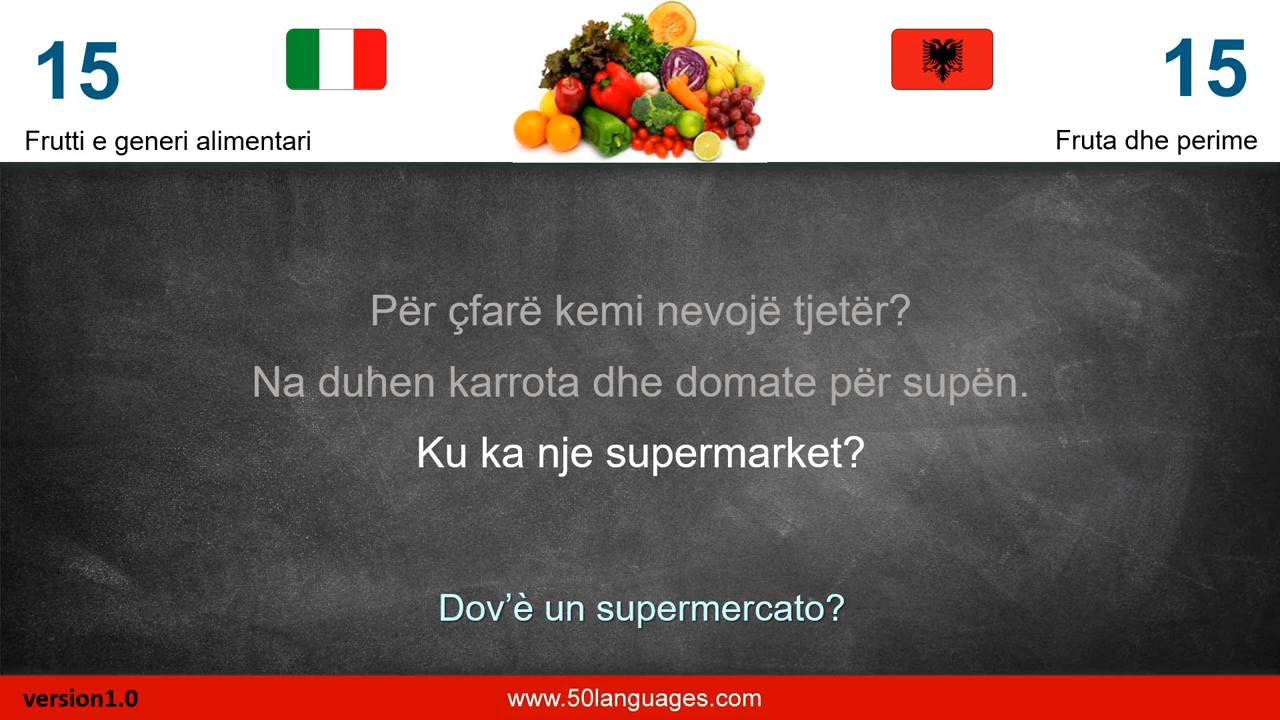 15
15
Frutti e generi alimentari
Fruta dhe perime
Për çfarë kemi nevojë tjetër?
Na duhen karrota dhe domate për supën.
Ku ka nje supermarket?
Dov’è un supermercato?
version1.0
www.50languages.com